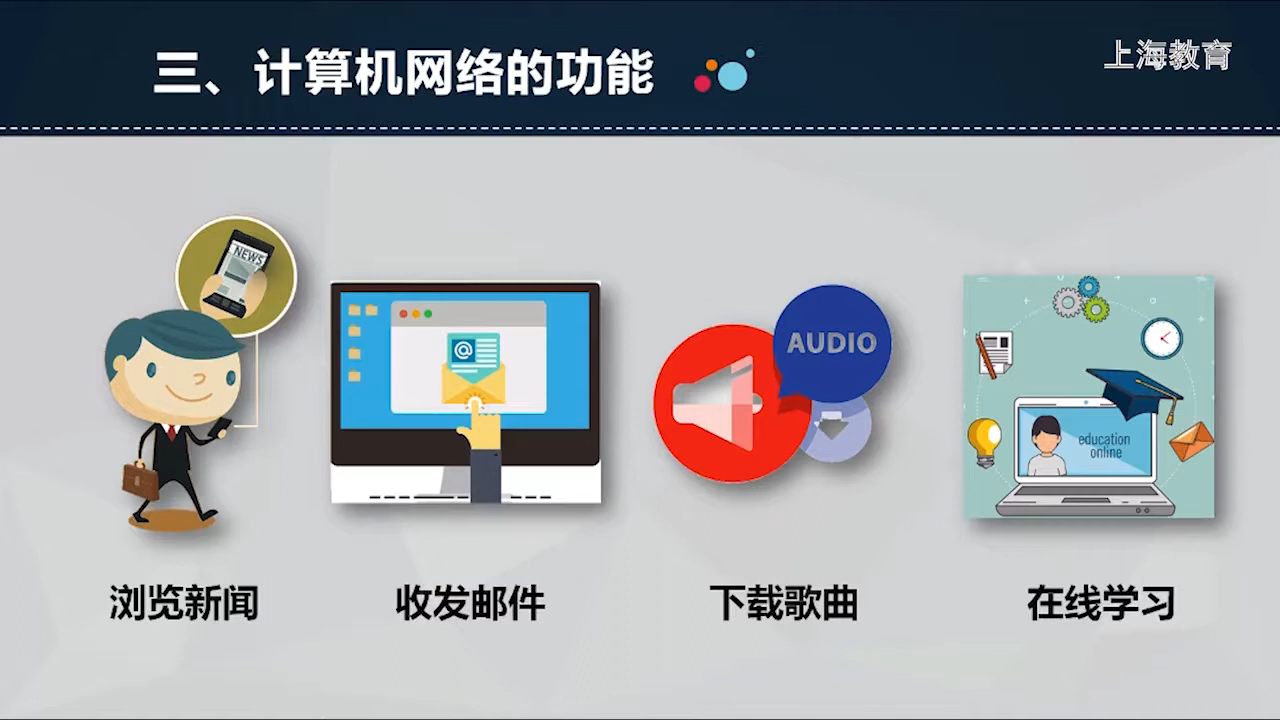 三、计算机网络的功能
上海教育
NEWS
@
AUDIO
education
online
浏览新闻
收发邮件
下载歌曲
在线学习